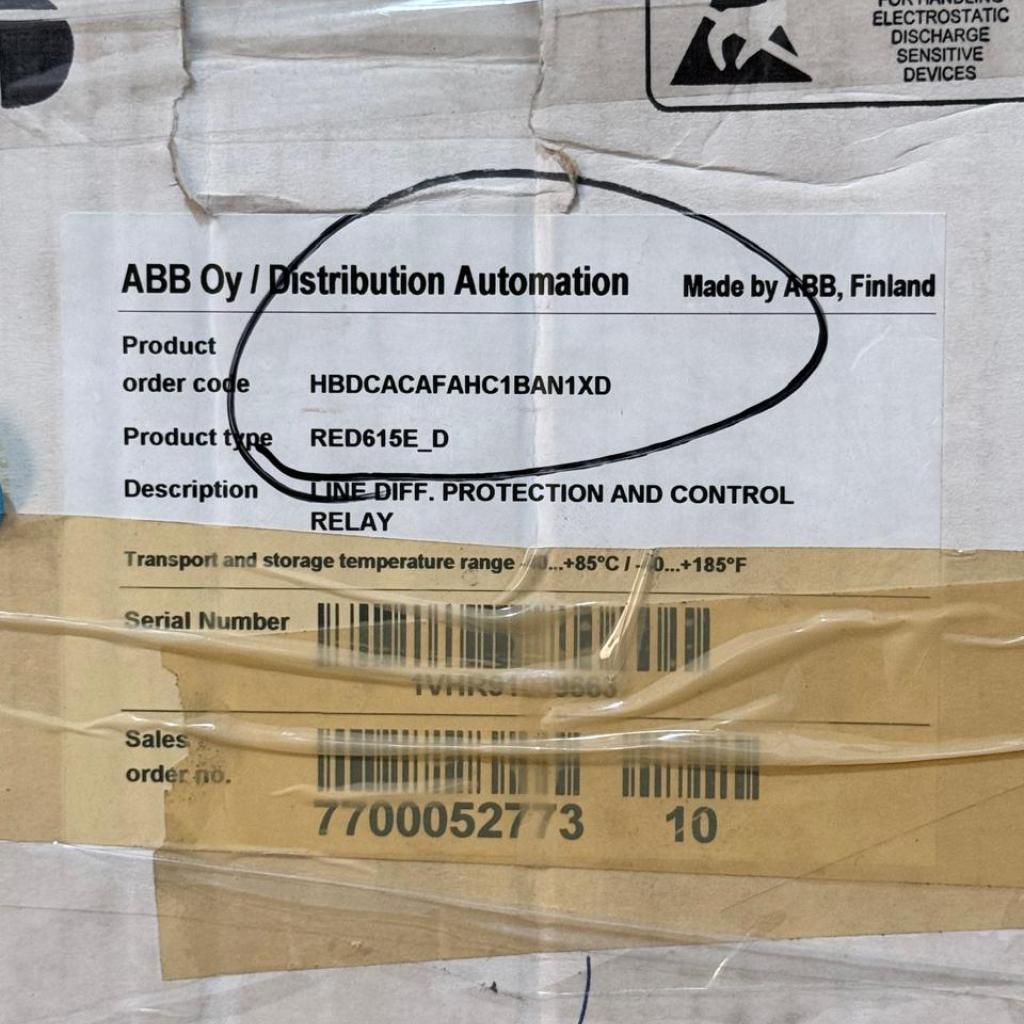 FOR HANDLING
ELECTROSTATIC
DISCHARGE
SENSITIVE
DEVICES
ABB Oy / Distribution Automation Made by ABB, Finland
Product
order code HBDCACAFAHC1BAN1XD
Product type RED615E_D
Description LINE DIFF. PROTECTION AND CONTROL
RELAY
Transport and storage temperature range -40...+85°C / -40...+185°F
Serial Number
Sales
order no.
7700052773 10